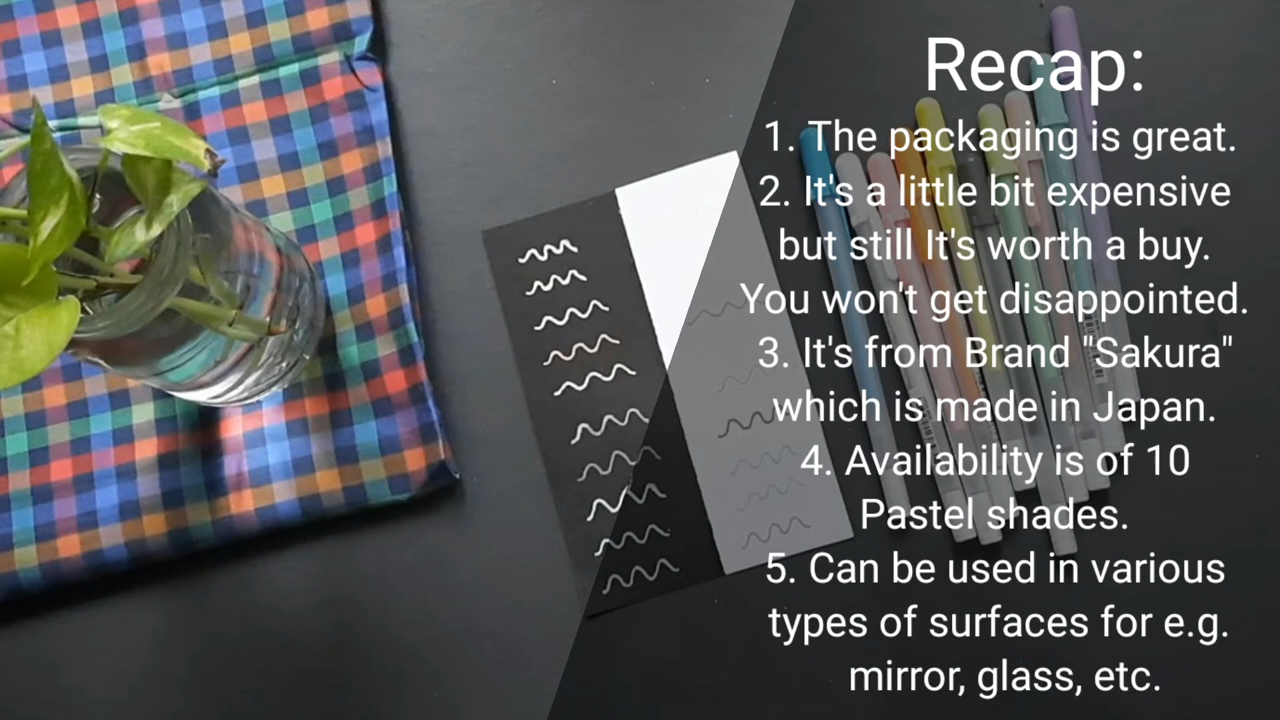 Recap:
1. The packaging is great.
2. It's a little bit expensive
but still It's worth a buy.
You won't get disappointed.
3. It's from Brand "Sakura"
which is made in Japan.
4. Availability is of 10
Pastel shades.
5. Can be used in various
types of surfaces for e.g.
mirror, glass, etc.